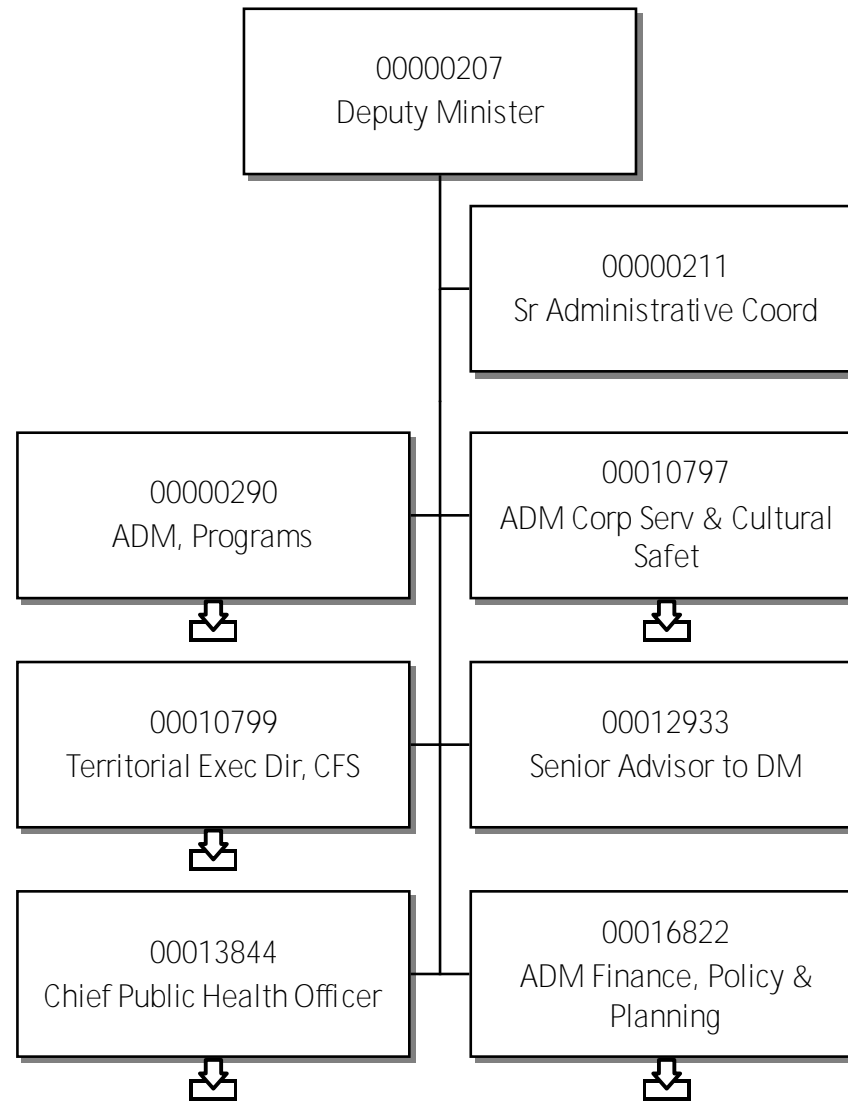 00000207
Deputy Minister
00000211
Sr Administrative Coord
00000290
ADM, Programs
00010797
ADM Corp Serv & Cultural
Safet
00010799
Territorial Exec Dir, CFS
00012933
Senior Advisor to DM
00013844
Chief Public Health Officer
00016822
ADM Finance, Policy &
Planning